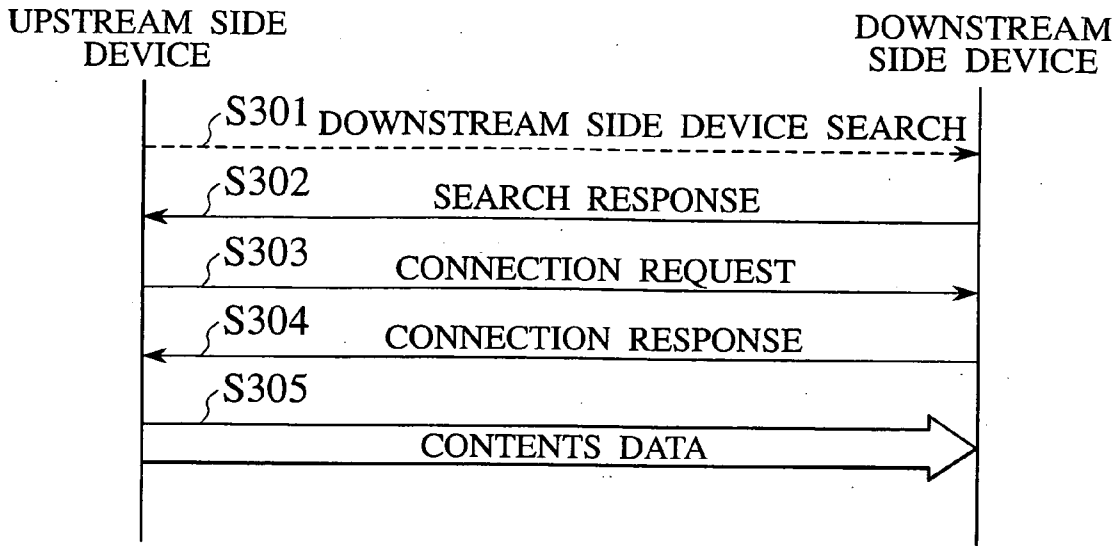 UPSTREAM SIDE
DEVICE
DOWNSTREAM
SIDE DEVICE
S301
DOWNSTREAM SIDE DEVICE SEARCH
S302
SEARCH RESPONSE
S303
CONNECTION REQUEST
S304
CONNECTION RESPONSE
S305
CONTENTS DATA